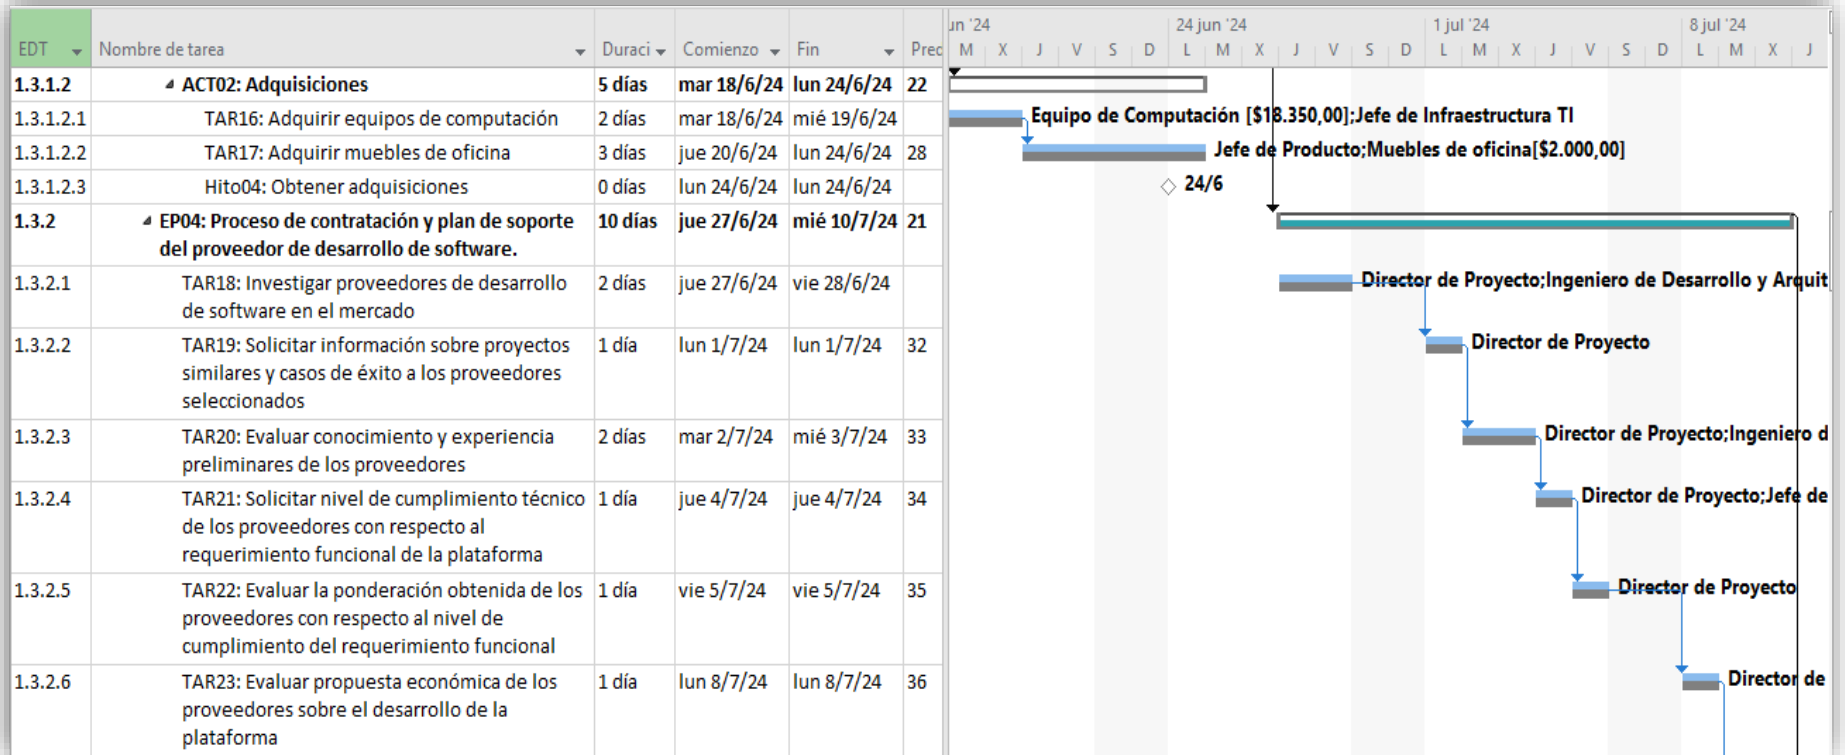 EDT Nombre de tarea Duraci Comienzo Fin Prec
un '24 24 jun '24 1 jul '24 8 jul '24
M X J V S D L M X J V S D L M X J V S D L M X J
1.3.1.2 ACT02: Adquisiciones 5 días mar 18/6/24 lun 24/6/24 22
1.3.1.2.1 TAR16: Adquirir equipos de computación 2 días mar 18/6/24 mié 19/6/24
Equipo de Computación [$18.350,00];Jefe de Infraestructura TI
1.3.1.2.2 TAR17: Adquirir muebles de oficina 3 días jue 20/6/24 lun 24/6/24 28
Jefe de Producto;Muebles de oficina[$2.000,00]
1.3.1.2.3 Hito04: Obtener adquisiciones 0 días lun 24/6/24 lun 24/6/24
24/6
1.3.2 EP04: Proceso de contratación y plan de soporte 10 días jue 27/6/24 mié 10/7/24 21
del proveedor de desarrollo de software.
1.3.2.1 TAR18: Investigar proveedores de desarrollo 2 días jue 27/6/24 vie 28/6/24
de software en el mercado
Director de Proyecto;Ingeniero de Desarrollo y Arquit
1.3.2.2 TAR19: Solicitar información sobre proyectos 1 día lun 1/7/24 lun 1/7/24 32
similares y casos de éxito a los proveedores
seleccionados
Director de Proyecto
1.3.2.3 TAR20: Evaluar conocimiento y experiencia 2 días mar 2/7/24 mié 3/7/24 33
preliminares de los proveedores
Director de Proyecto;Ingeniero d
1.3.2.4 TAR21: Solicitar nivel de cumplimiento técnico 1 día jue 4/7/24 jue 4/7/24 34
de los proveedores con respecto al
requerimiento funcional de la plataforma
Director de Proyecto;Jefe de
1.3.2.5 TAR22: Evaluar la ponderación obtenida de los 1 día vie 5/7/24 vie 5/7/24 35
proveedores con respecto al nivel de
cumplimiento del requerimiento funcional
Director de Proyecto
1.3.2.6 TAR23: Evaluar propuesta económica de los 1 día lun 8/7/24 lun 8/7/24 36
proveedores sobre el desarrollo de la
plataforma
Director de